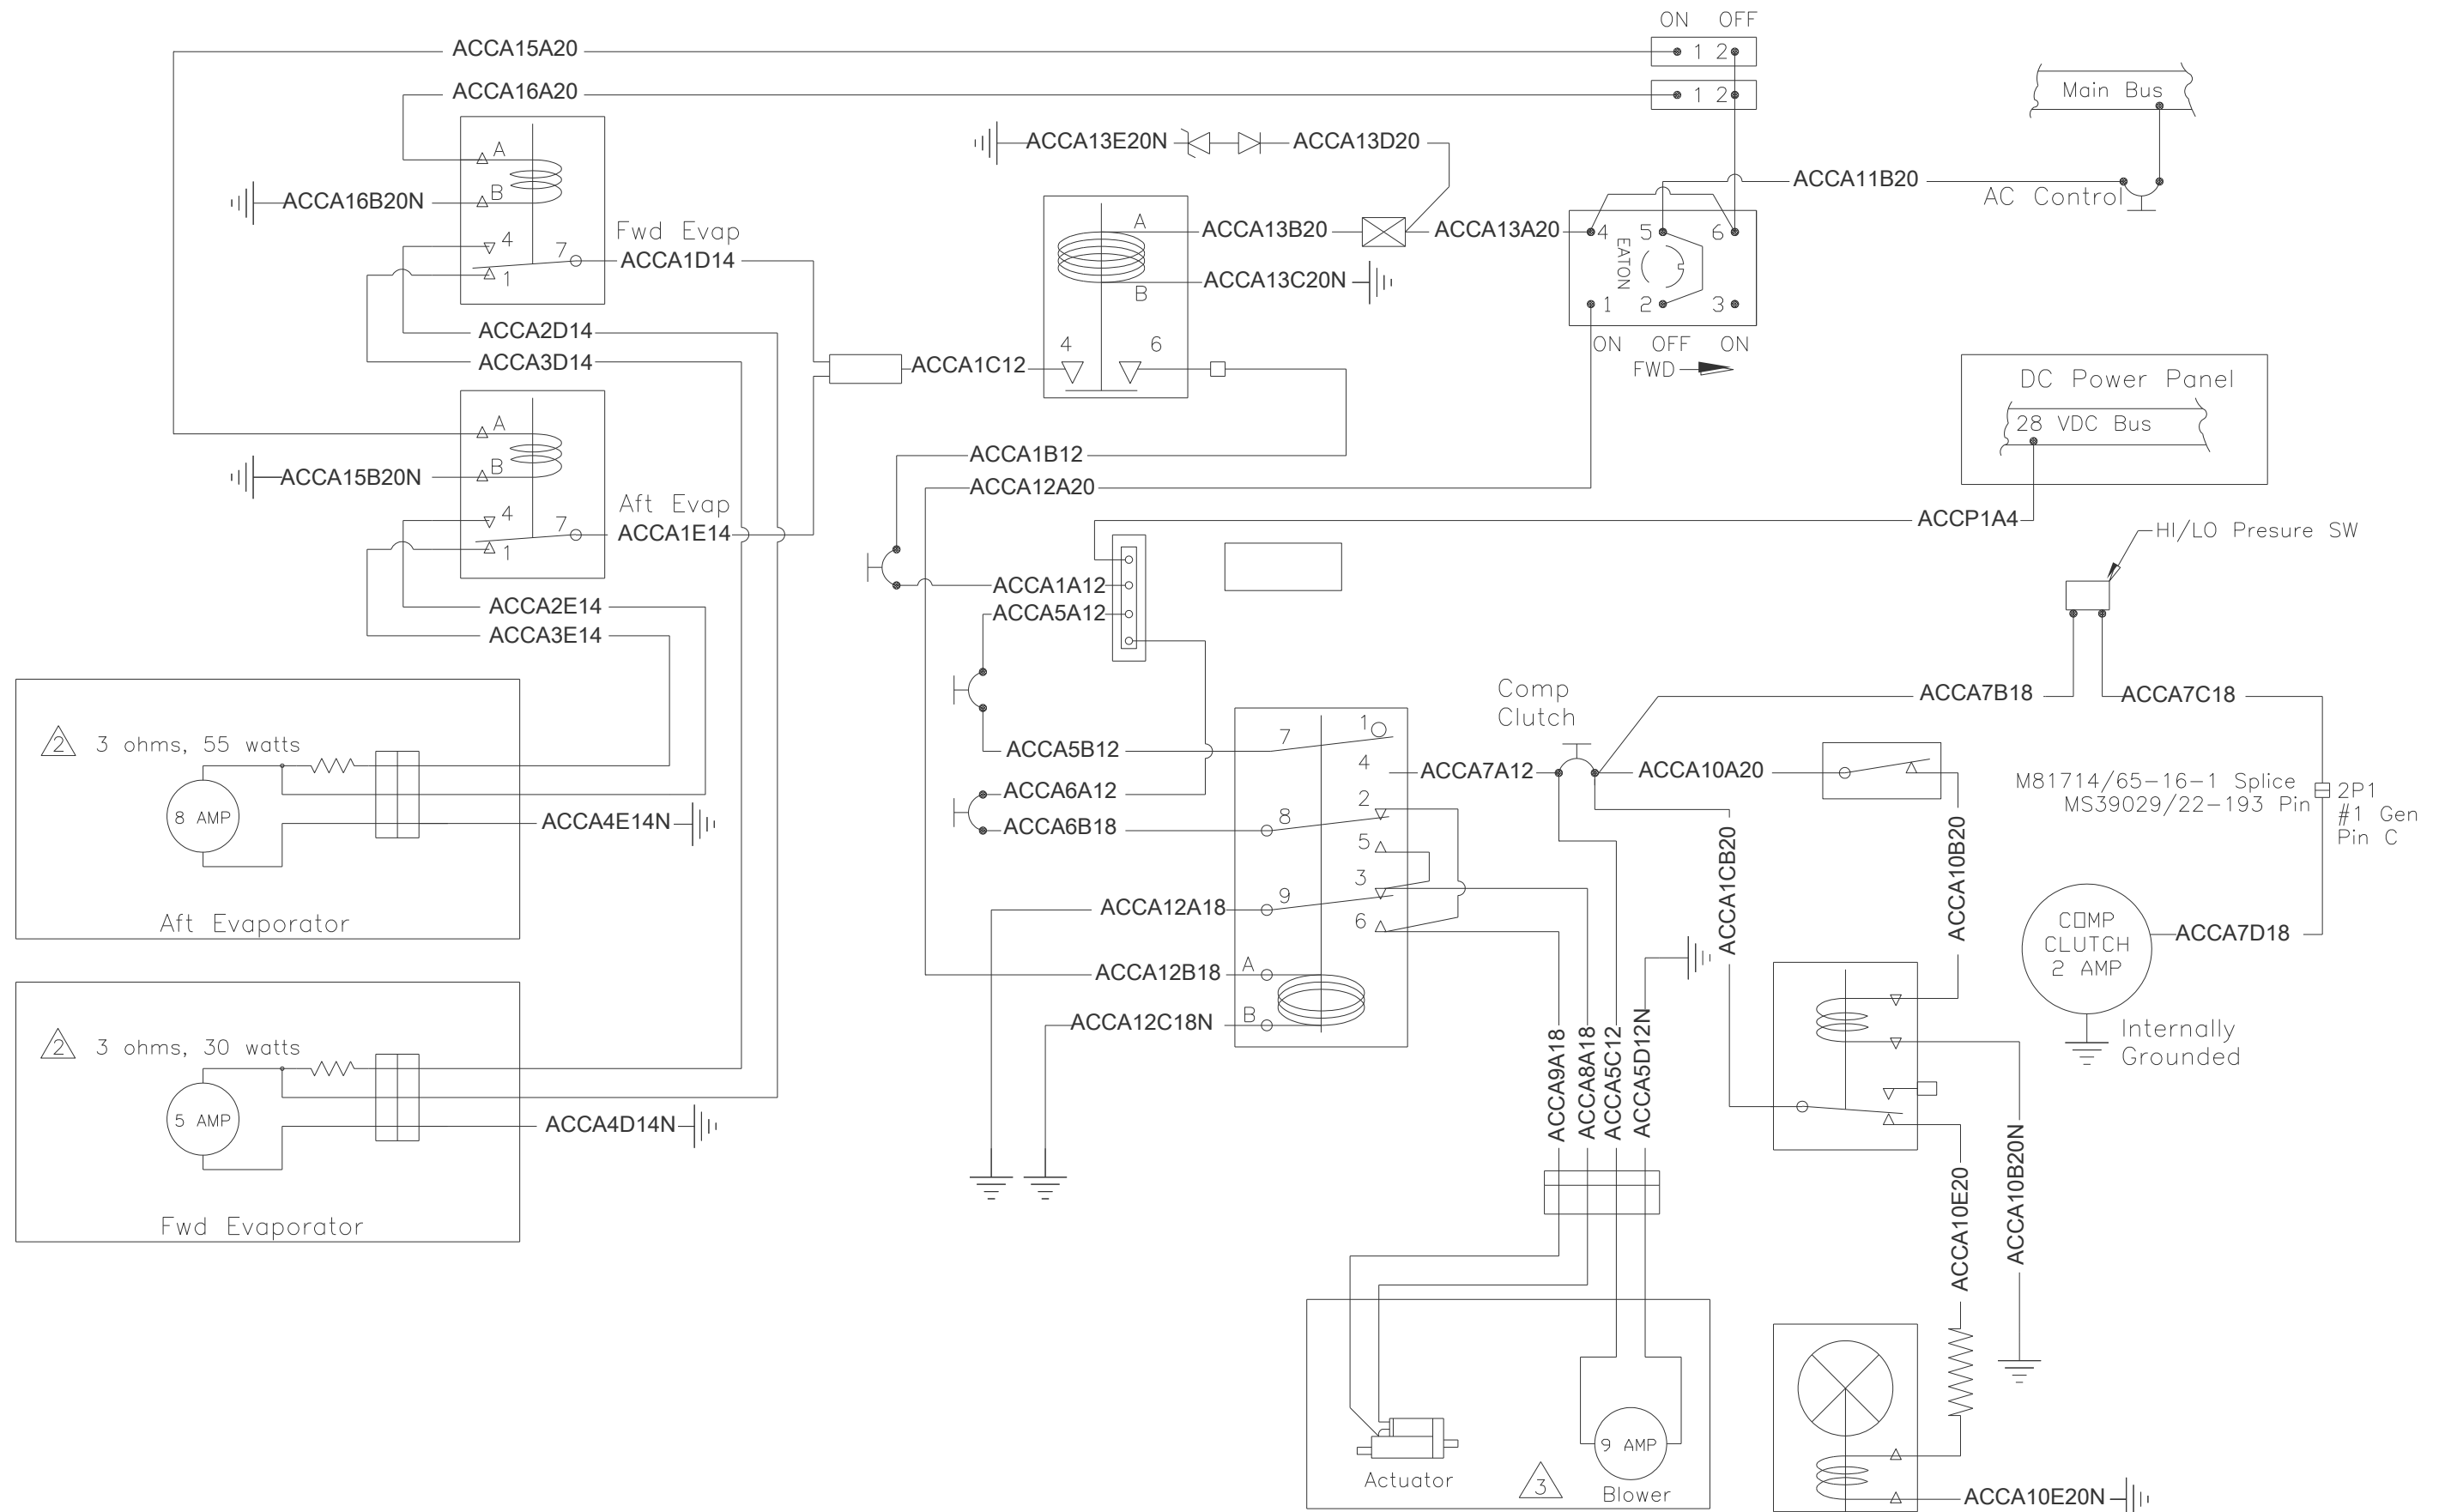 ON OFF
ACCA15A20
1 2
ACCA16A20
1 2
Main Bus
ACCA13E20N
ACCA13D20
A
ACCA16B20N
B
ACCA11B20
AC Control
4
Fwd Evap
7
ACCA1D14
1
A
ACCA13B20
ACCA13A20
4 5 6
EATON
ACCA13C20N
B
1 2 3
ACCA2D14
ON OFF ON
4 6
ACCA3D14
ACCA1C12
FWD
DC Power Panel
28 VDC Bus
A
B
ACCA15B20N
ACCA1B12
ACCA12A20
4
Aft Evap
7
ACCA1E14
1
ACCP1A4
HI/LO Presure SW
ACCA1A12
ACCA2E14
ACCA5A12
ACCA3E14
Comp
Clutch
ACCA7B18
ACCA7C18
2 3 ohms, 55 watts
7
1
ACCA5B12
4
ACCA7A12
ACCA10A20
M81714/65-16-1 Splice
MS39029/22-193 Pin
2P1
#1 Gen
Pin C
ACCA6A12
2
8 AMP
ACCA4E14N
ACCA6B18
8
5
3
ACCA1CB20
ACCA10B20
9
ACCA12A18
6
Aft Evaporator
COMP
CLUTCH
2 AMP
ACCA7D18
ACCA12B18
A
ACCA12C18N
B
2 3 ohms, 30 watts
Internally
Grounded
5 AMP
ACCA4D14N
ACCA9A18
ACCA8A18
ACCA5C12
ACCA5D12N
ACCA10E20
ACCA10B20N
Fwd Evaporator
9 AMP
Actuator
3
Blower
ACCA10E20N